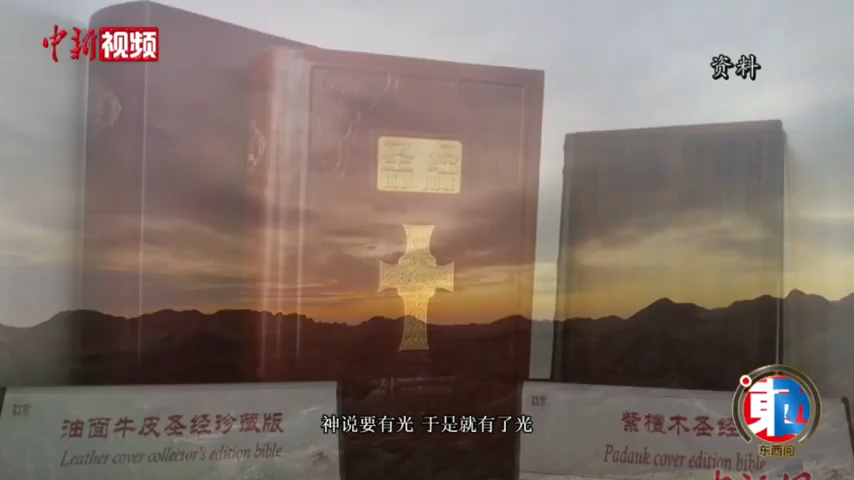 中新视频
资料
圣 经
油面牛皮圣经珍藏版
Leather cover collector's edition bible
神说要有光 于是就有了光
紫檀木圣经
Padauk cover edition bible
东西问